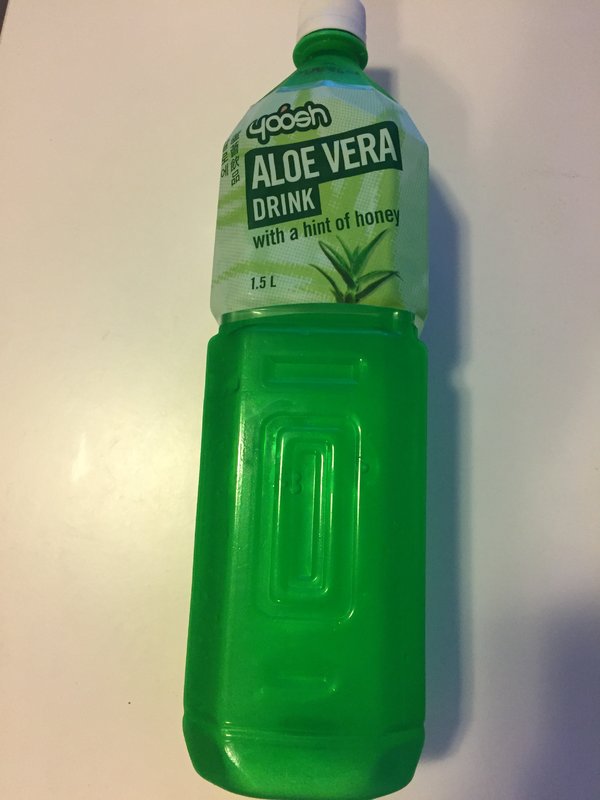 yoosh
ALOE VERA
DRINK
with a hint of honey
1.5 L